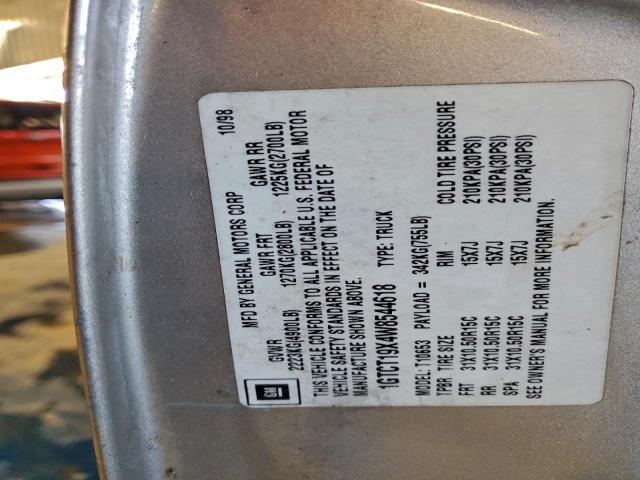 MFD BY GENERAL MOTORS CORP 10/98
GVWR GAWR FRT GAWR RR
2223KG(4900LB) 1270KG(2800LB) 1225KG(2700LB)
THIS VEHICLE CONFORMS TO ALL APPLICABLE U.S. FEDERAL MOTOR
VEHICLE SAFETY STANDARDS IN EFFECT ON THE DATE OF
MANUFACTURE SHOWN ABOVE.
1GTCT19X4W8544618 TYPE: TRUCK
MODEL: T10653 PAYLOAD = 342KG(755LB)
TPBR TIRE SIZE RIM COLD TIRE PRESSURE
FRT 31X10.50R15C 15X7J 210KPA(30PSI)
RR 31X10.50R15C 15X7J 210KPA(30PSI)
SPA 31X10.50R15C 15X7J 210KPA(30PSI)
SEE OWNER'S MANUAL FOR MORE INFORMATION.
GM